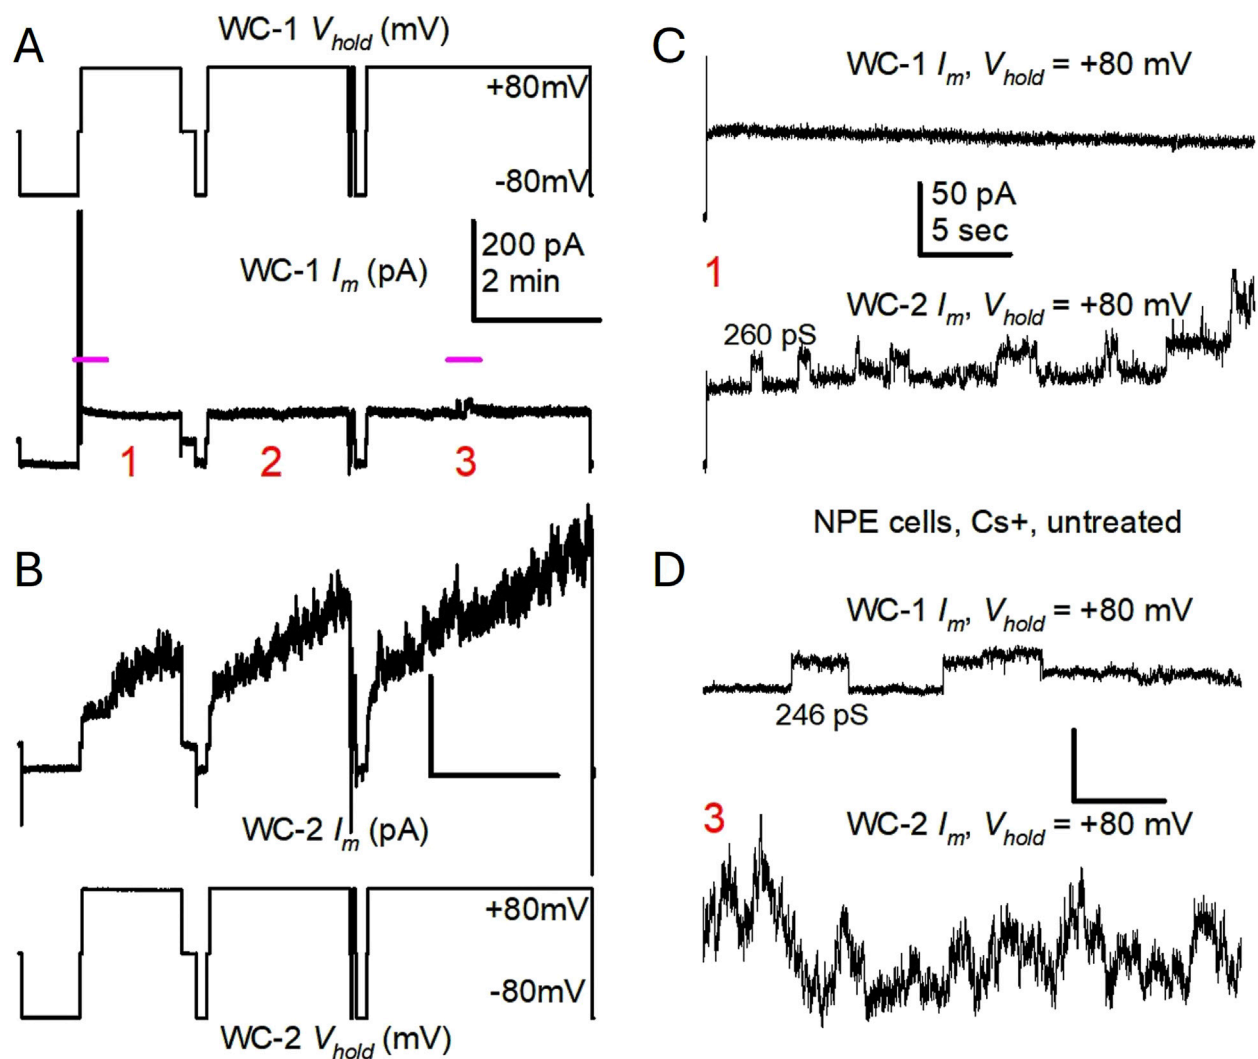 A
WC-1 Vhold (mV)
+80mV
-80mV
200 pA
2 min
WC-1 Im (pA)
1
2
3
B
WC-2 Im (pA)
+80mV
-80mV
WC-2 Vhold (mV)
C
WC-1 Im, Vhold = +80 mV
50 pA
5 sec
1
WC-2 Im, Vhold = +80 mV
260 pS
NPE cells, Cs+, untreated
D
WC-1 Im, Vhold = +80 mV
246 pS
3
WC-2 Im, Vhold = +80 mV